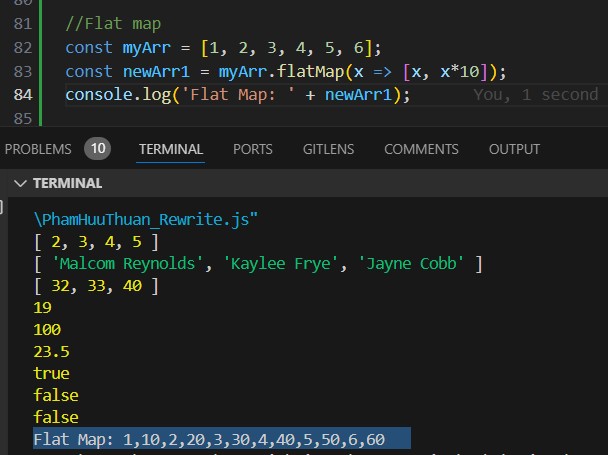 81 //Flat map
82 const myArr = [1, 2, 3, 4, 5, 6];
83 const newArr1 = myArr.flatMap(x => [x, x*10]);
84 console.log('Flat Map: ' + newArr1); You, 1 second
85
PROBLEMS 10 TERMINAL PORTS GITLENS COMMENTS OUTPUT
TERMINAL
\PhamHuuThuan_Rewrite.js"
[ 2, 3, 4, 5 ]
[ 'Malcom Reynolds', 'Kaylee Frye', 'Jayne Cobb' ]
[ 32, 33, 40 ]
19
100
23.5
true
false
false
Flat Map: 1,10,2,20,3,30,4,40,5,50,6,60